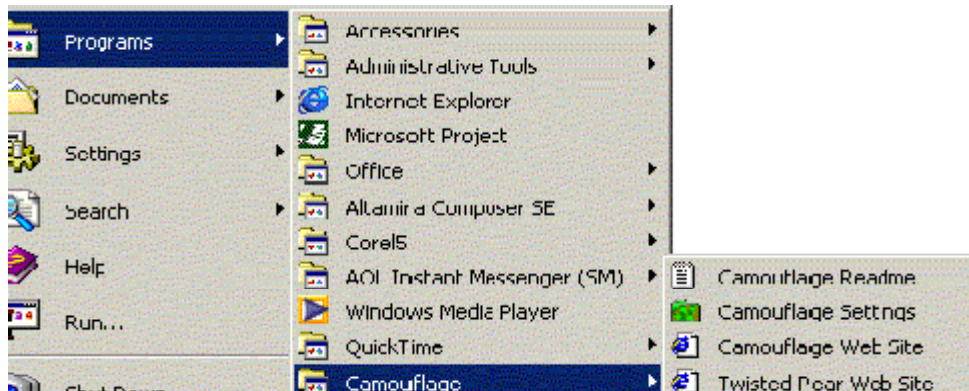 Programs
Documents
Settings
Search
Help
Run...
Shut Down
Accessories
Administrative Tools
Internet Explorer
Microsoft Project
Office
Altamira Composer SE
Corel5
AOL Instant Messenger (SM)
Windows Media Player
QuickTime
Camouflage
Camouflage Readme
Camouflage Settings
Camouflage Web Site
Twisted Pear Web Site